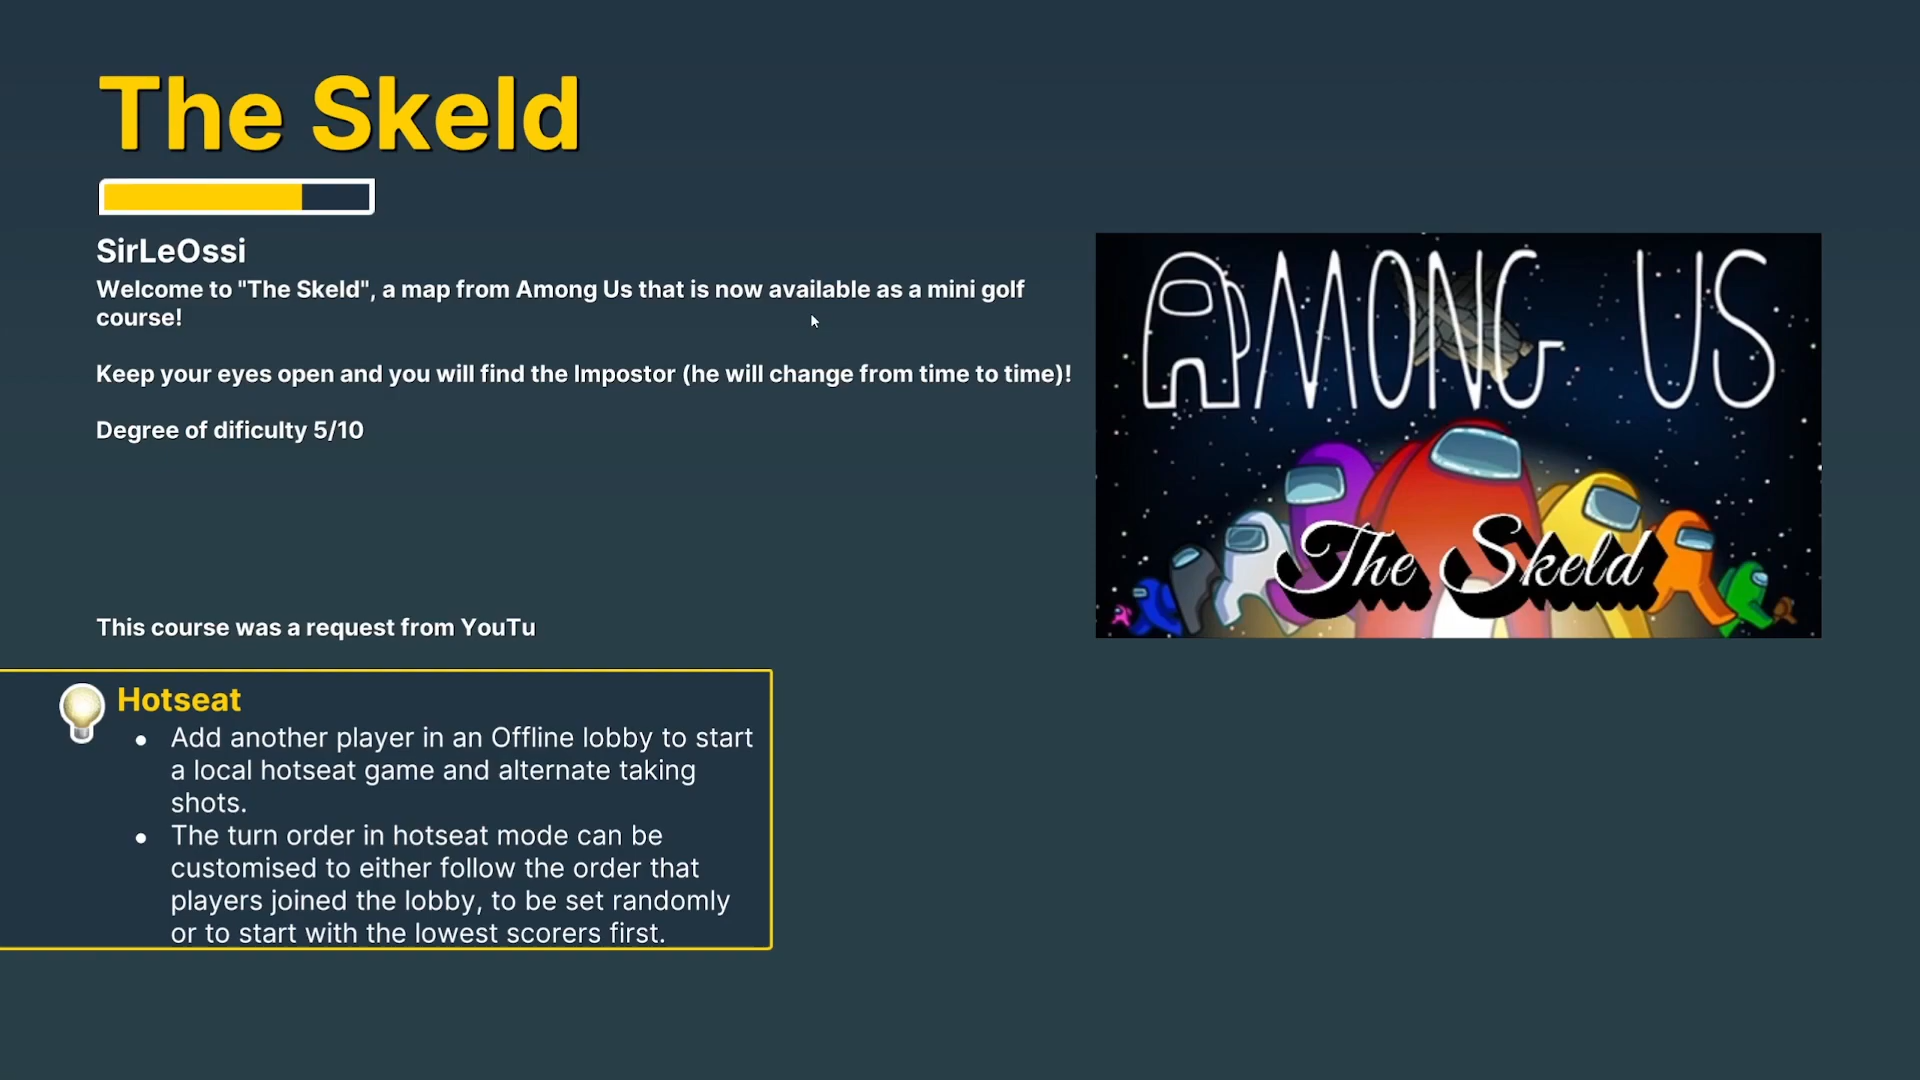 The Skeld
SirLeOssi
Welcome to "The Skeld", a map from Among Us that is now available as a mini golf
course!
Keep your eyes open and you will find the Impostor (he will change from time to time)!
Degree of dificulty 5/10
This course was a request from YouTu
AMONG US
The Skeld
Hotseat
• Add another player in an Offline lobby to start
a local hotseat game and alternate taking
shots.
• The turn order in hotseat mode can be
customised to either follow the order that
players joined the lobby, to be set randomly
or to start with the lowest scorers first.